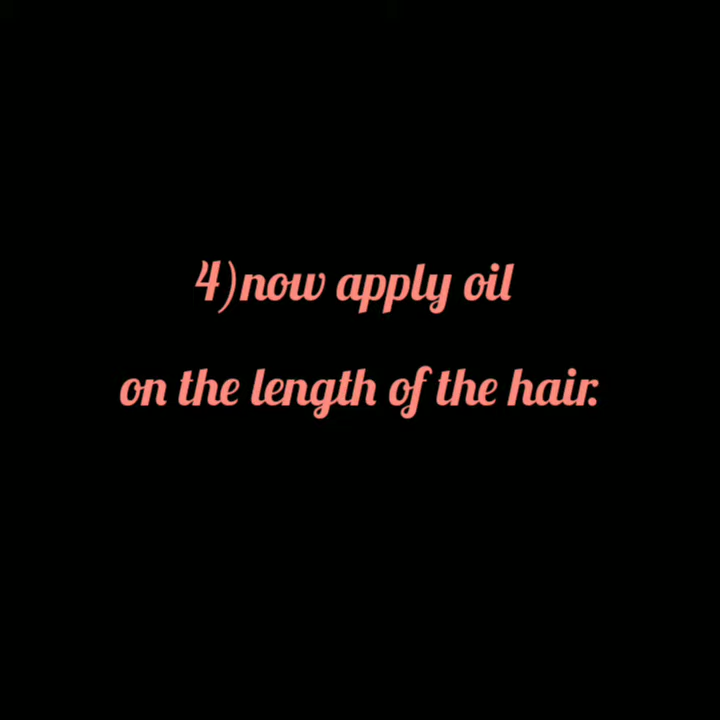 4)now apply oil
on the length of the hair.